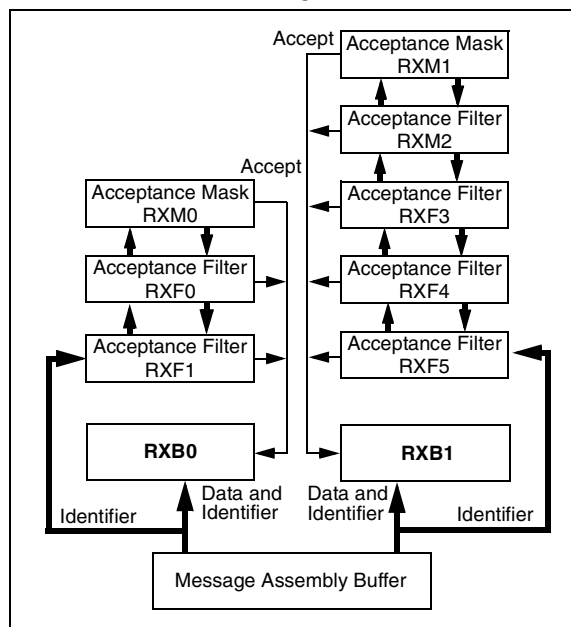 Accept
Acceptance Mask
RXM1
Acceptance Filter
RXM2
Accept
Acceptance Mask
RXM0
Acceptance Filter
RXF3
Acceptance Filter
RXF0
Acceptance Filter
RXF4
Acceptance Filter
RXF1
Acceptance Filter
RXF5
RXB0
RXB1
Identifier
Data and
Identifier
Data and
Identifier
Identifier
Message Assembly Buffer